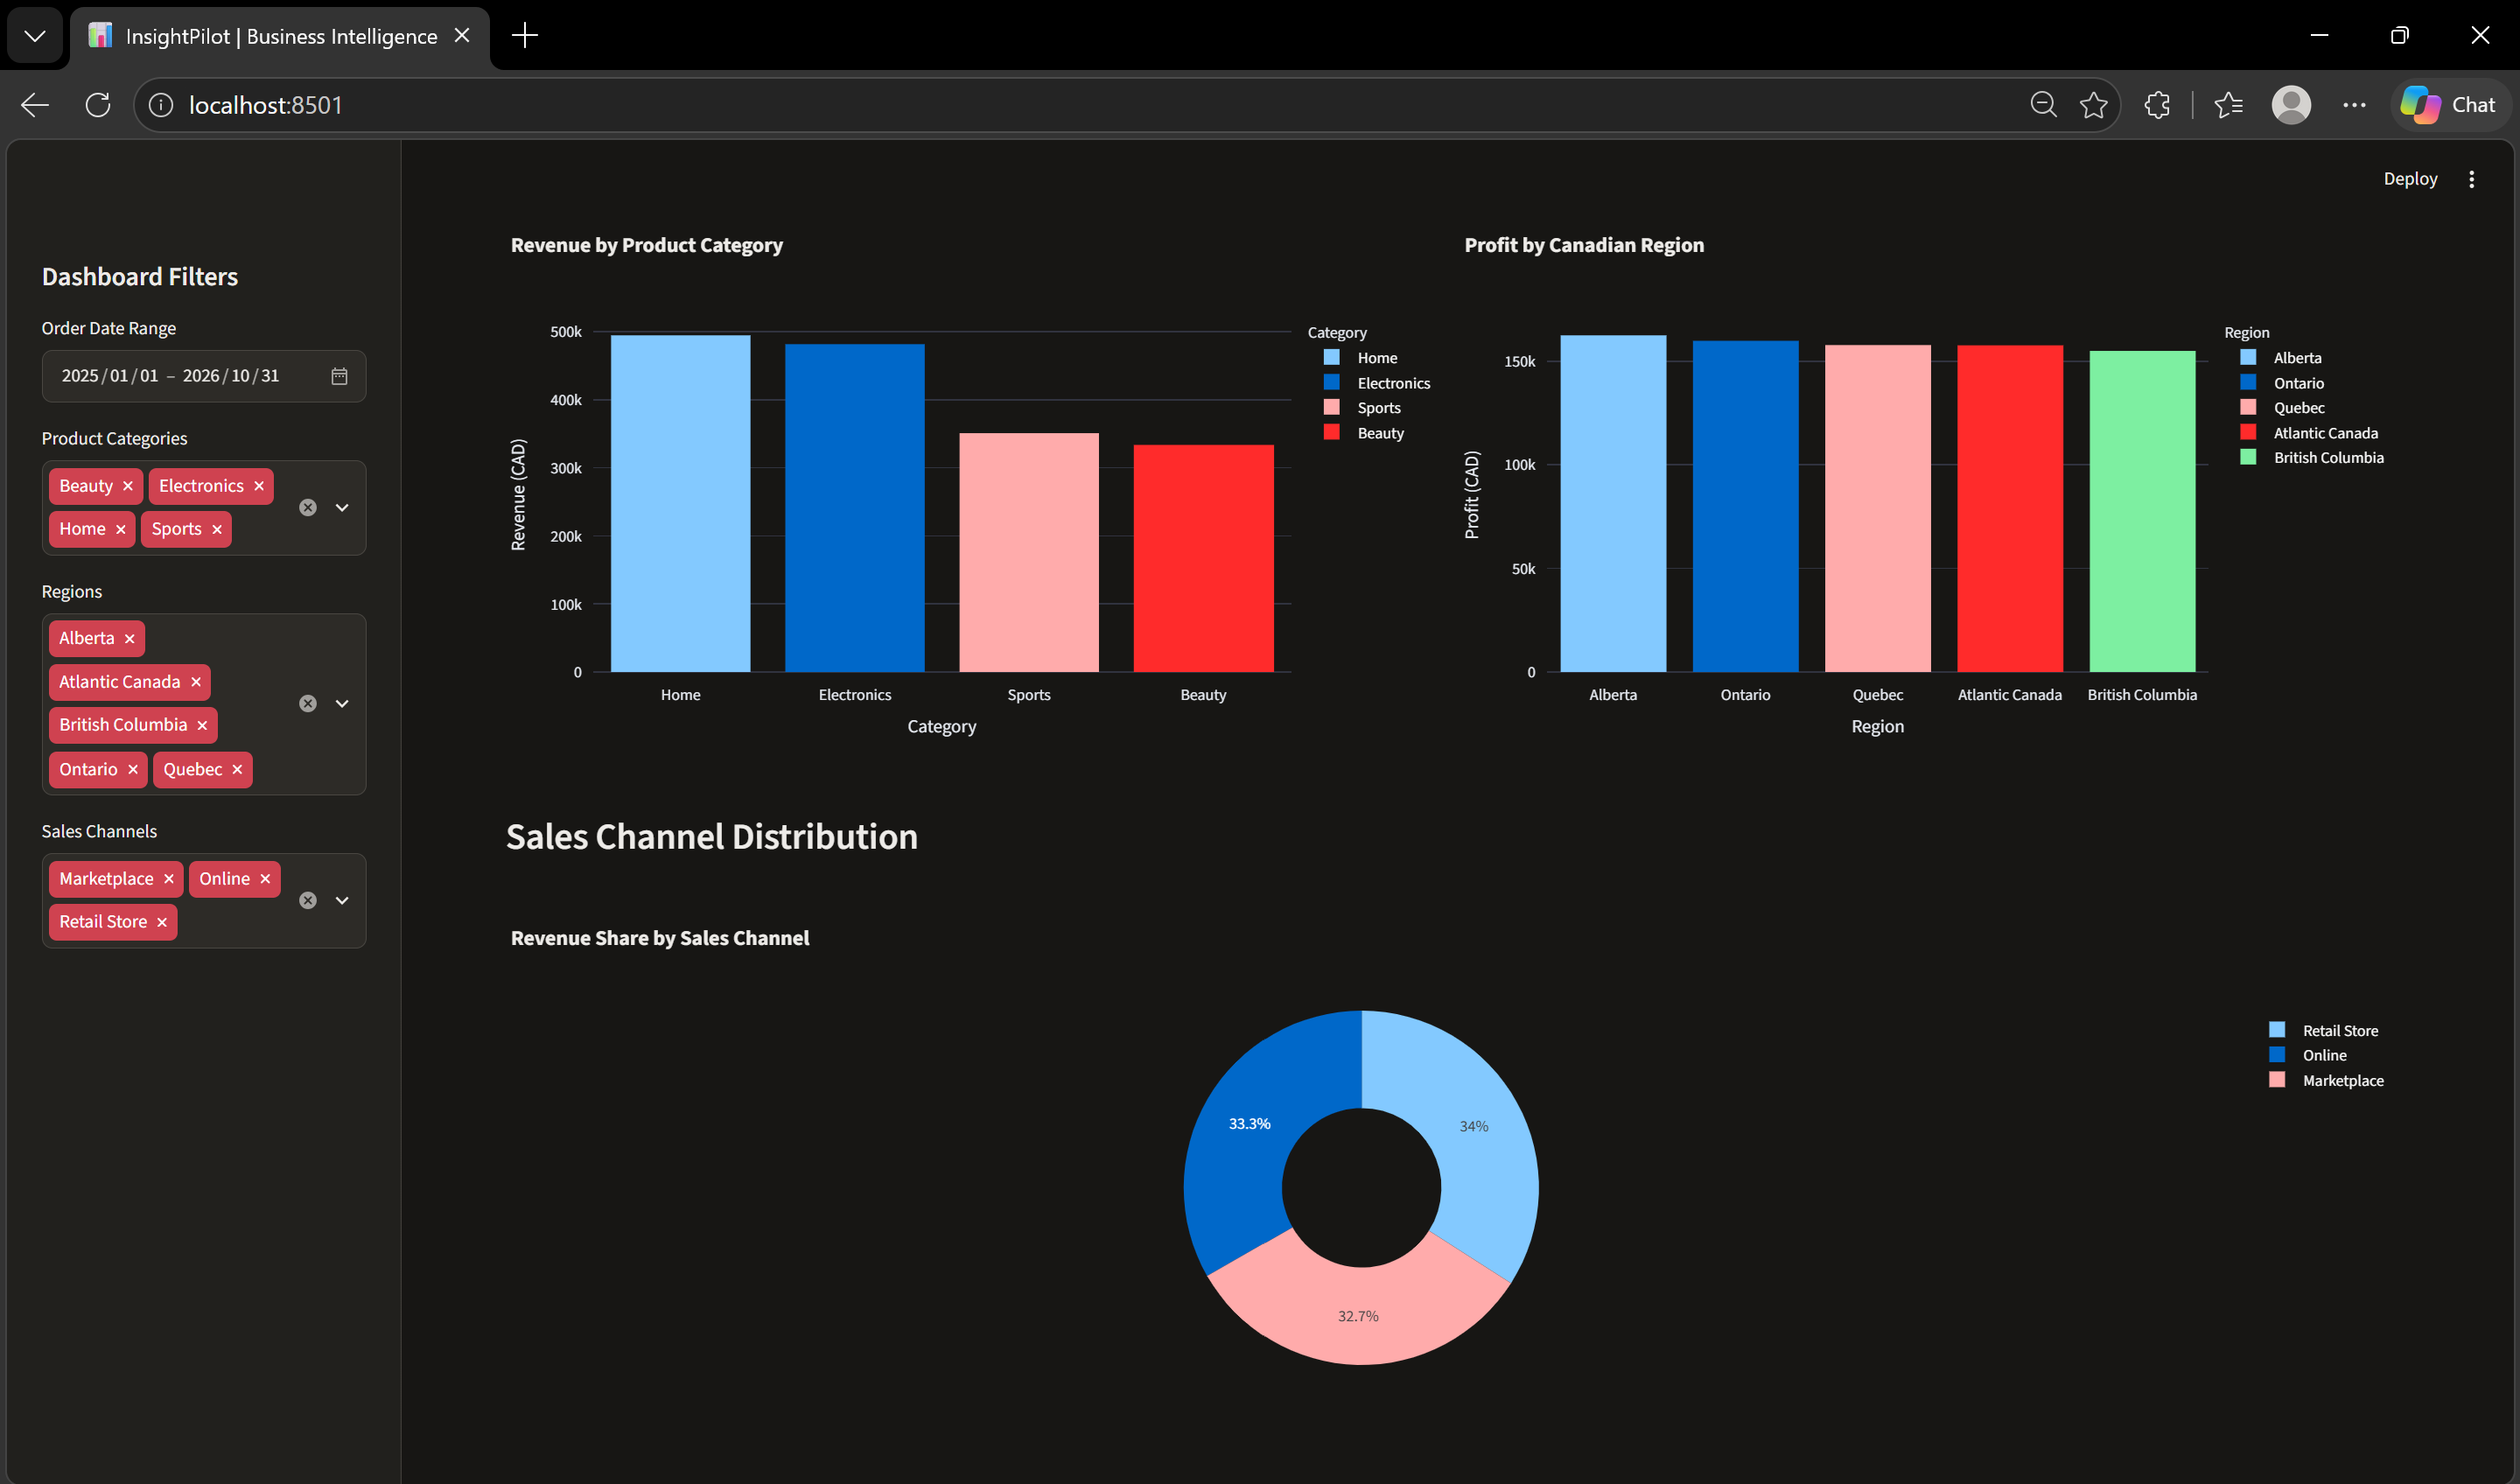 InsightPilot | Business Intelligence
localhost:8501
Chat
Deploy
Dashboard Filters
Order Date Range
2025/01/01 – 2026/10/31
Product Categories
Beauty Electronics
Home Sports
Regions
Alberta
Atlantic Canada
British Columbia
Ontario Quebec
Sales Channels
Marketplace Online
Retail Store
Revenue by Product Category
500k
400k
300k
200k
100k
0
Revenue (CAD)
Home Electronics Sports Beauty
Category
Category
Home
Electronics
Sports
Beauty
Profit by Canadian Region
150k
100k
50k
0
Profit (CAD)
Alberta Ontario Quebec Atlantic Canada British Columbia
Region
Region
Alberta
Ontario
Quebec
Atlantic Canada
British Columbia
Sales Channel Distribution
Revenue Share by Sales Channel
33.3%
34%
32.7%
Retail Store
Online
Marketplace